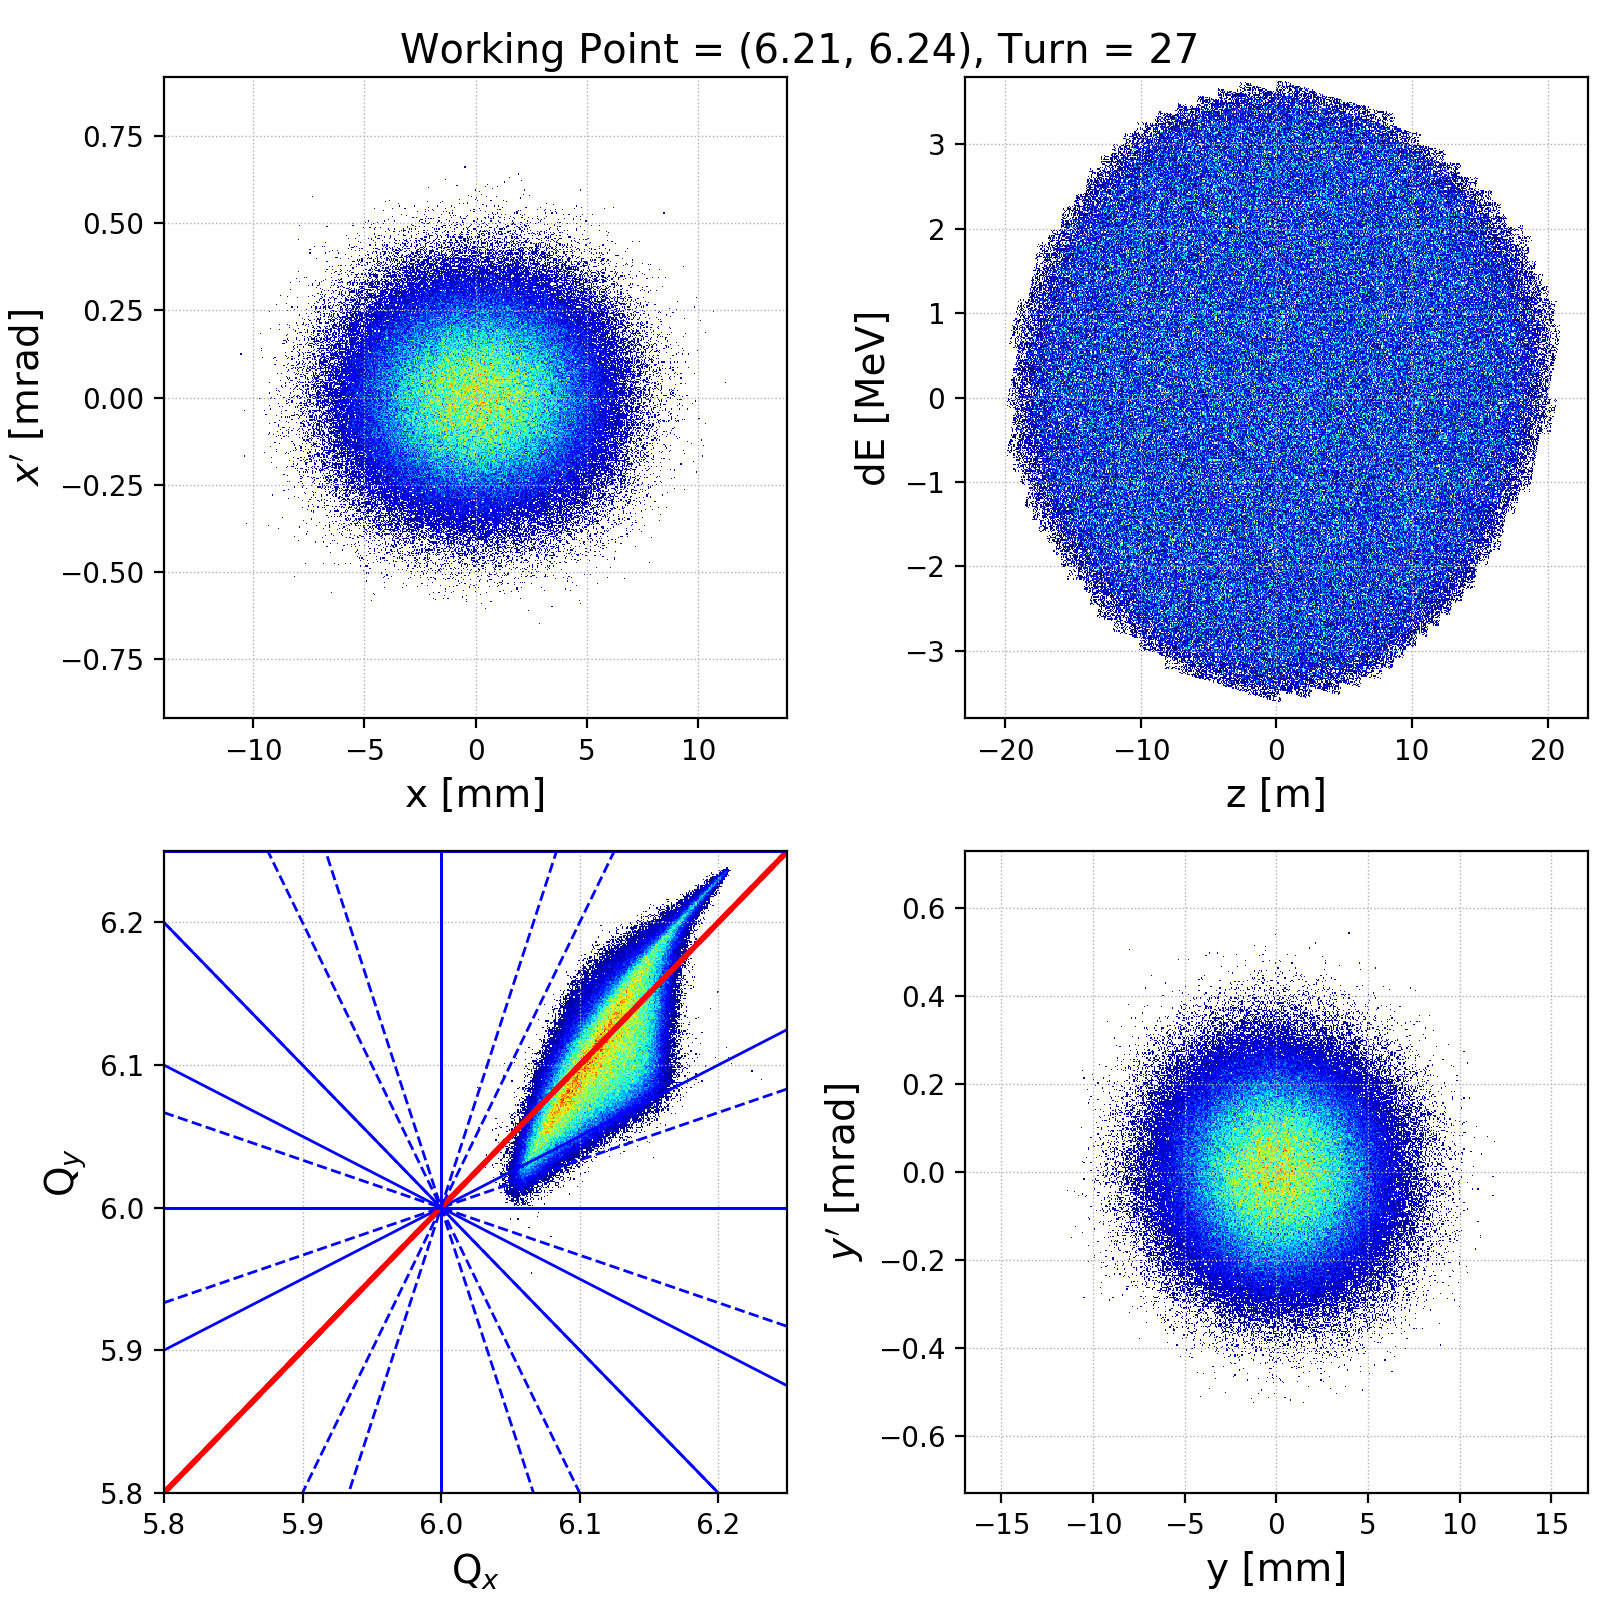 Working Point = (6.21, 6.24), Turn = 27
0.75
0.50
0.25
0.00
−0.25
−0.50
−0.75
x′ [mrad]
−10 −5 0 5 10
x [mm]
3
2
1
0
−1
−2
−3
dE [MeV]
−20 −10 0 10 20
z [m]
6.2
6.1
6.0
5.9
5.8
Qy
5.8 5.9 6.0 6.1 6.2
Qx
0.6
0.4
0.2
0.0
−0.2
−0.4
−0.6
y′ [mrad]
−15 −10 −5 0 5 10 15
y [mm]